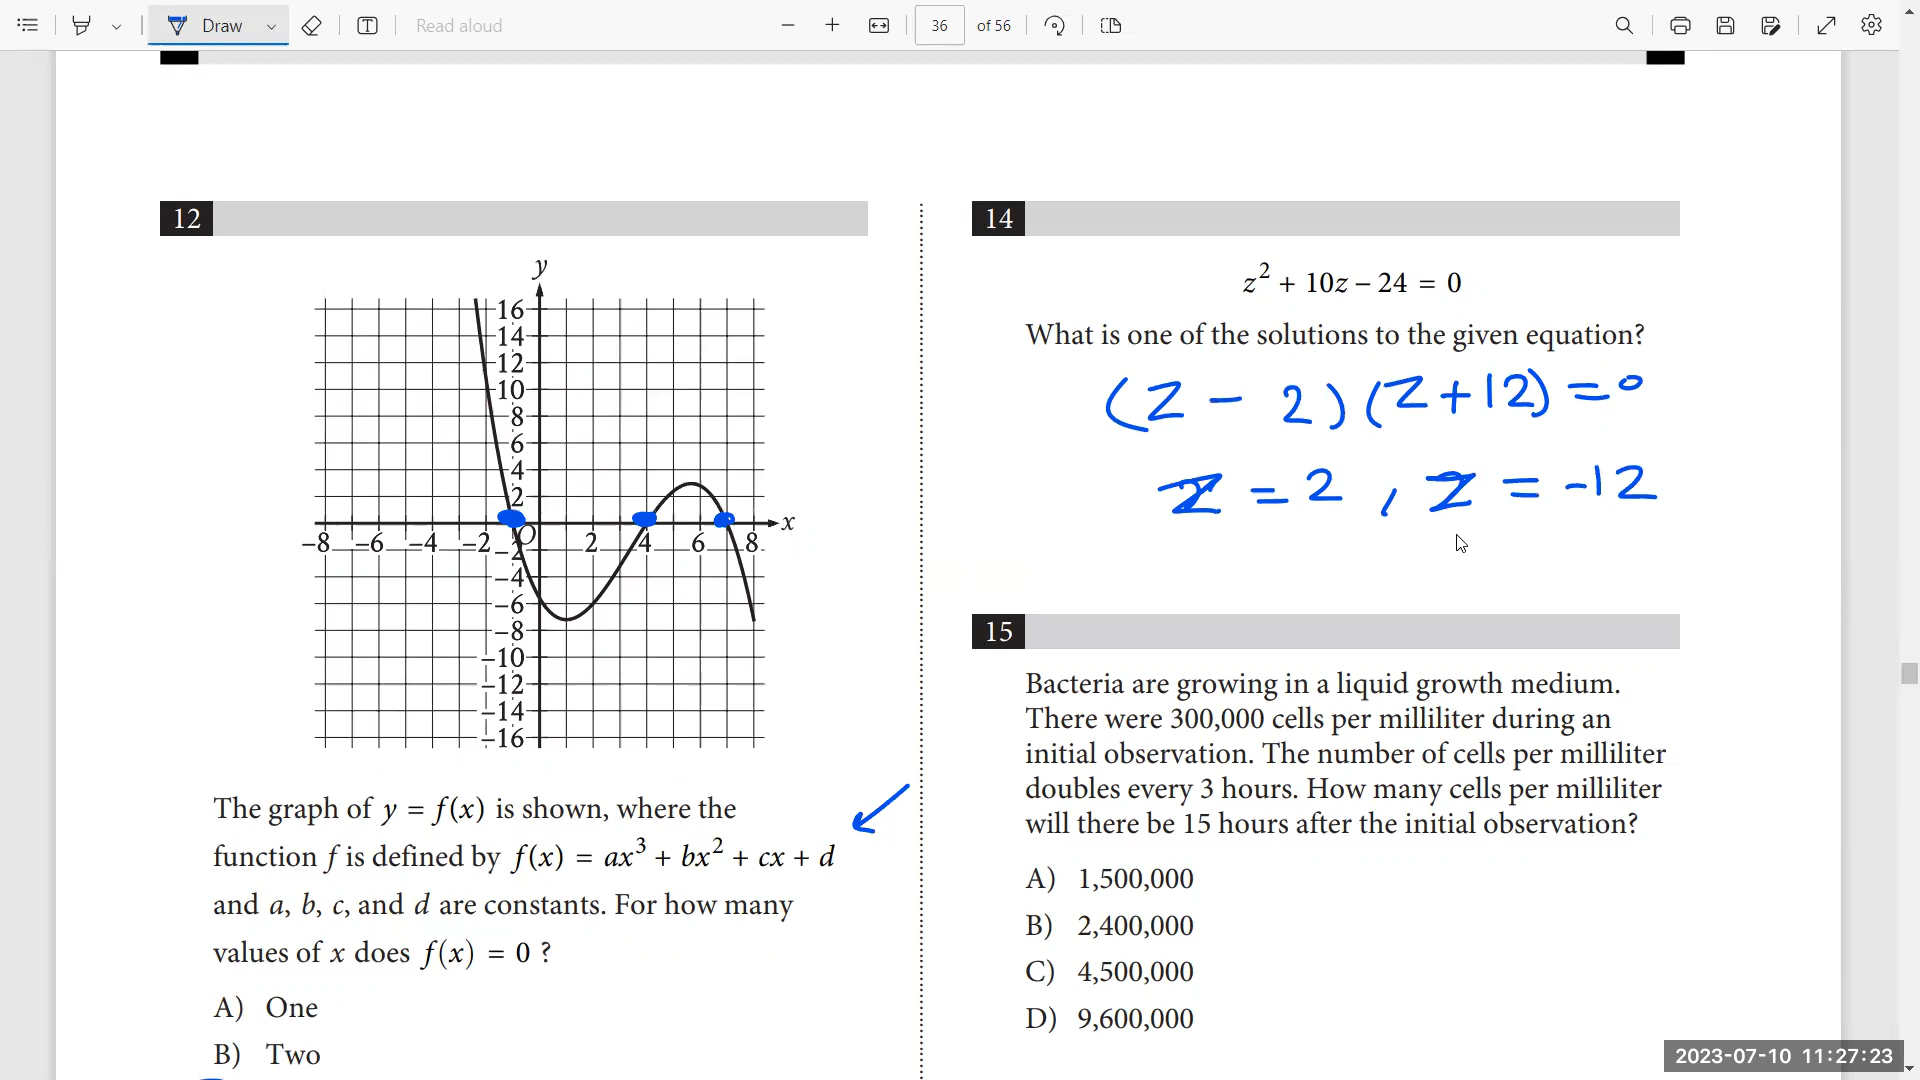 Draw
Read aloud
36 of 56
12
y
16
14
12
10
8
6
4
2
−8 −6 −4 −2 O 2 4 6 8 x
−2
−4
−6
−8
−10
−12
−14
−16
The graph of y = f(x) is shown, where the
function f is defined by f(x) = ax³ + bx² + cx + d
and a, b, c, and d are constants. For how many
values of x does f(x) = 0 ?
A) One
B) Two
14
z² + 10z − 24 = 0
What is one of the solutions to the given equation?
(z - 2)(z+12)=0
z = 2 , z = -12
15
Bacteria are growing in a liquid growth medium.
There were 300,000 cells per milliliter during an
initial observation. The number of cells per milliliter
doubles every 3 hours. How many cells per milliliter
will there be 15 hours after the initial observation?
A) 1,500,000
B) 2,400,000
C) 4,500,000
D) 9,600,000
2023-07-10 11:27:23